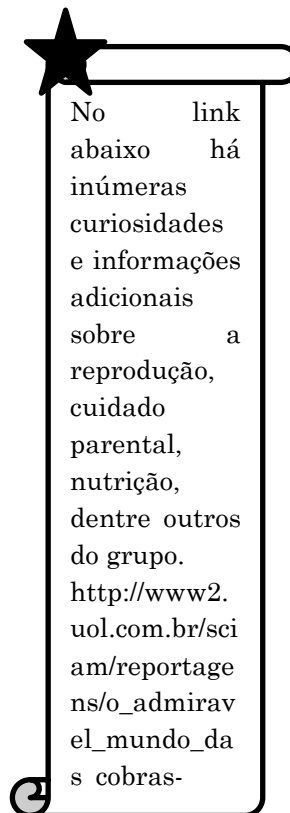 No link
abaixo há
inúmeras
curiosidades
e informações
adicionais
sobre a
reprodução,
cuidado
parental,
nutrição,
dentre outros
do grupo.
http://www2.
uol.com.br/sci
am/reportage
ns/o_admirav
el_mundo_da
s cobras-